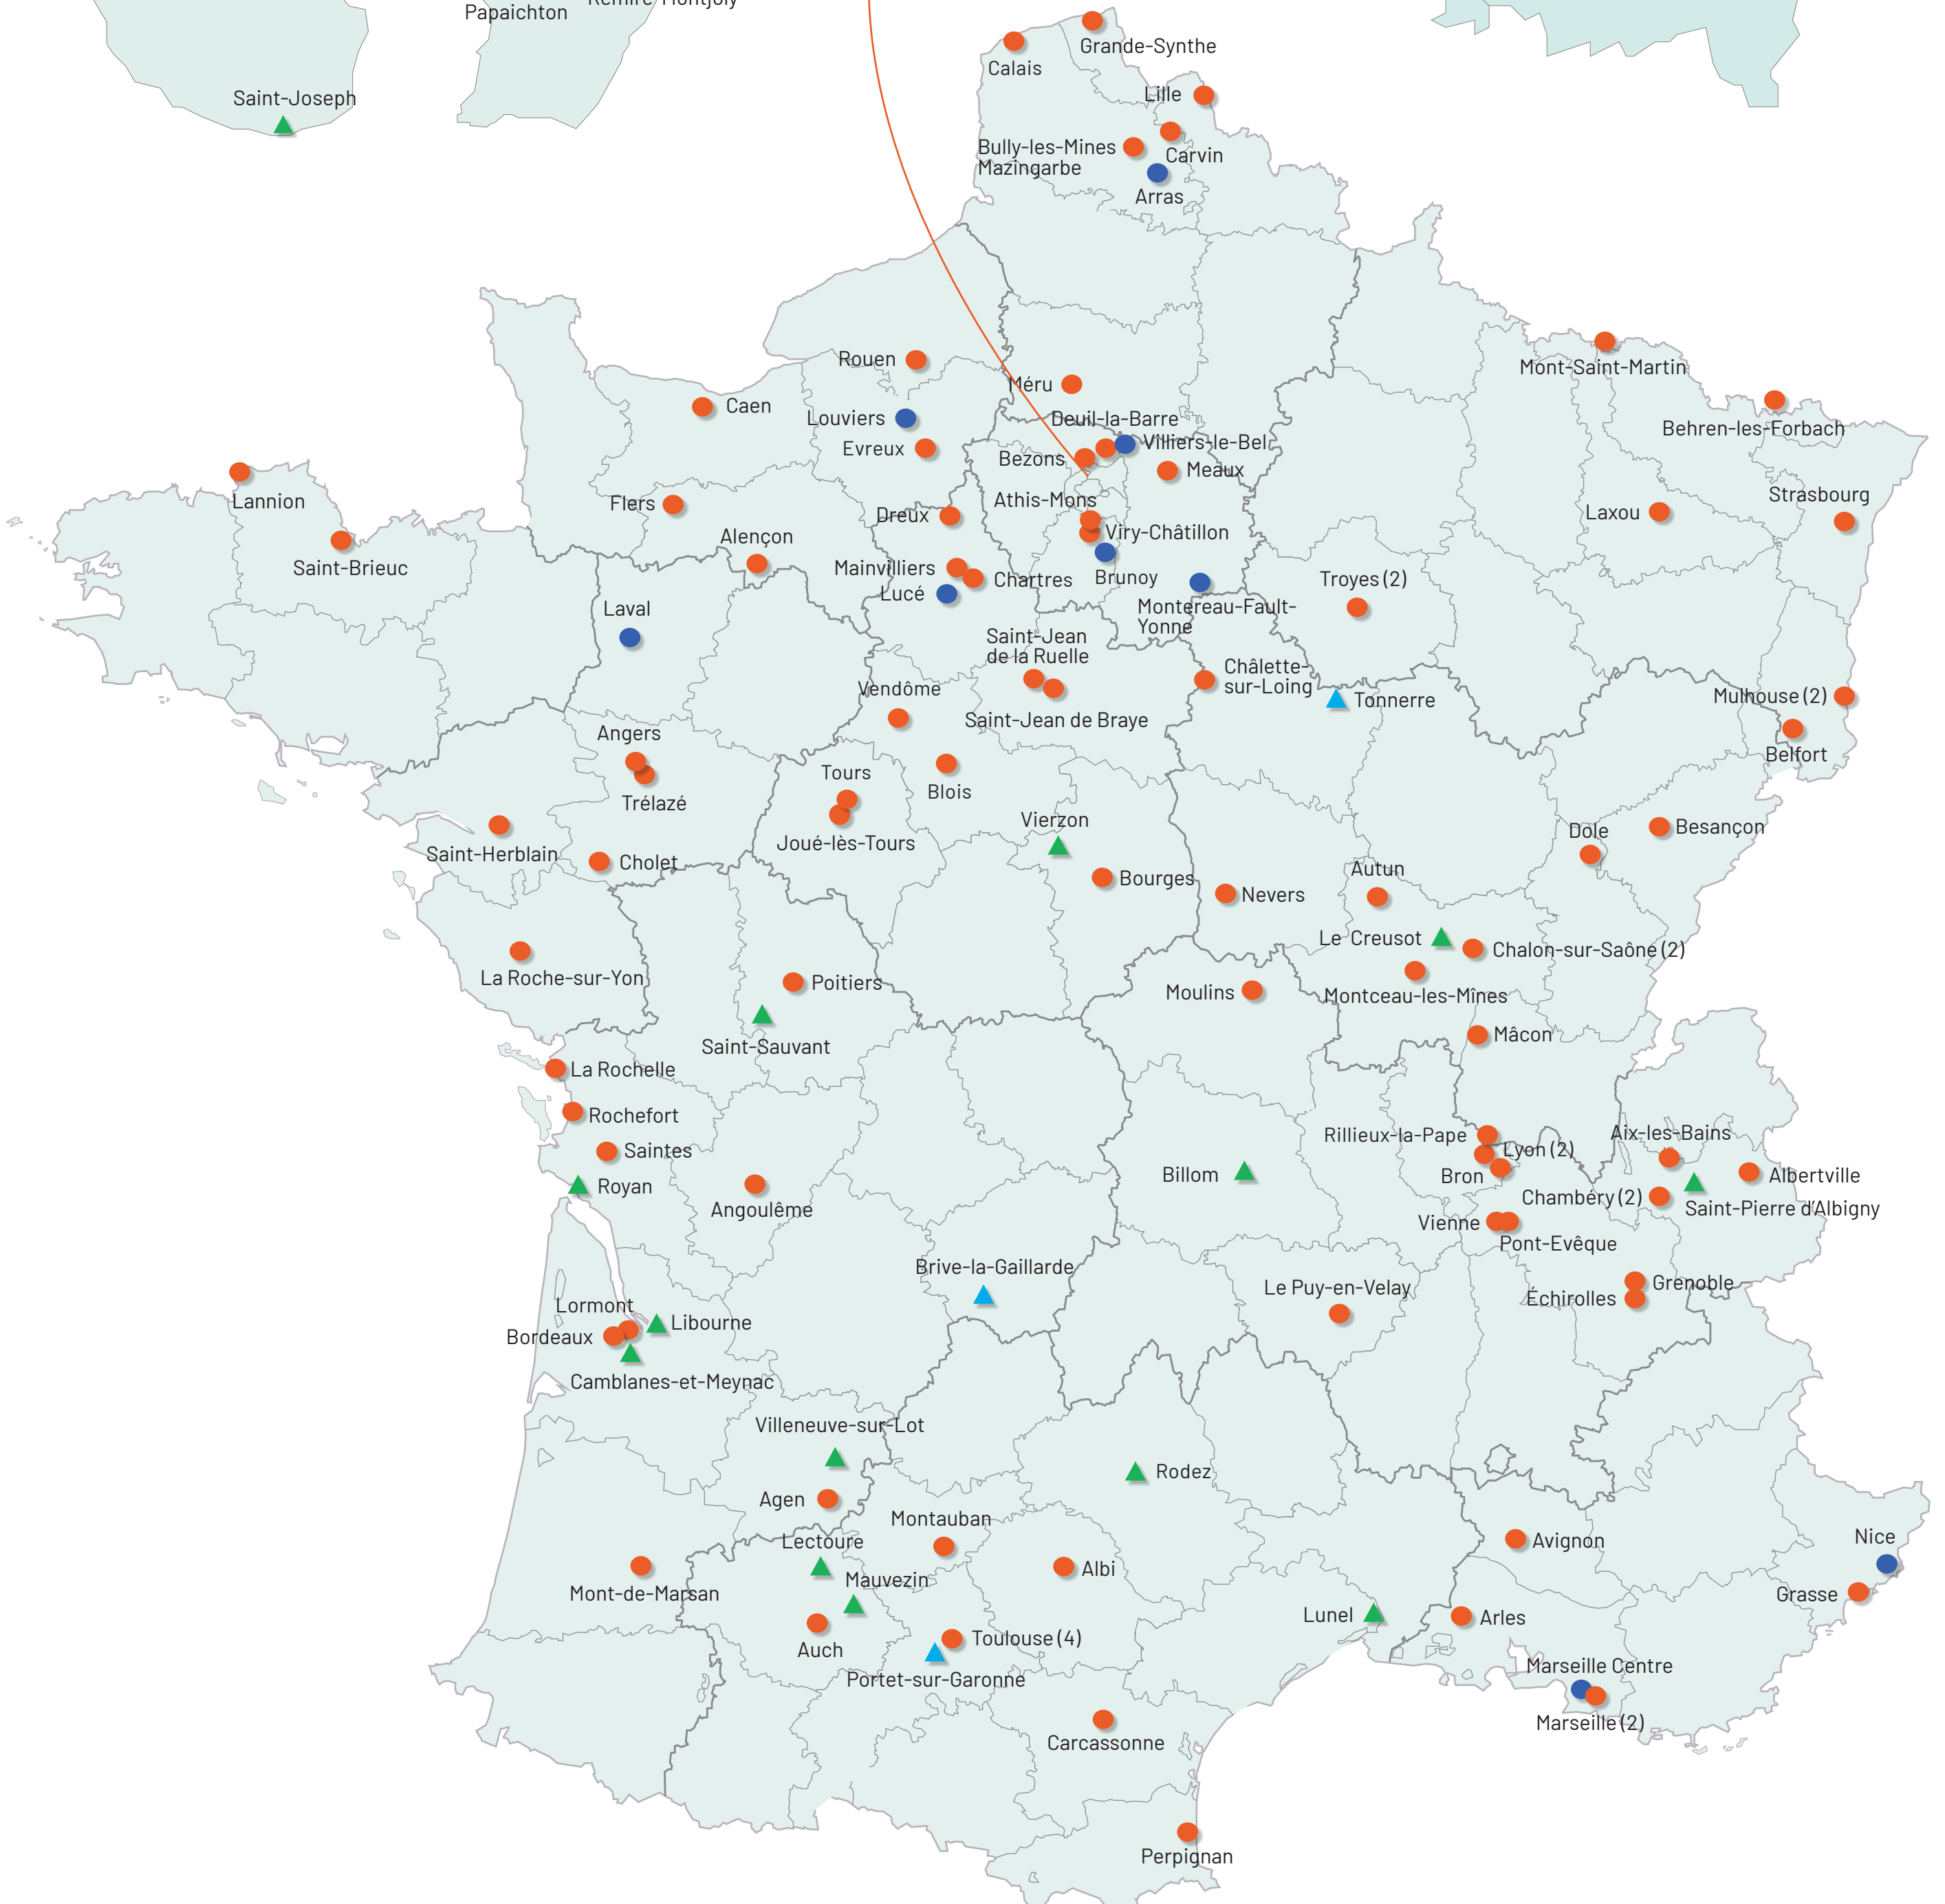 Papaichton
Remire-Montjoly
Saint-Joseph
Grande-Synthe
Calais
Lille
Bully-les-Mines
Mazingarbe
Carvin
Arras
Rouen
Méru
Mont-Saint-Martin
Caen
Louviers
Deuil-la-Barre
Behren-les-Forbach
Evreux
Villiers-le-Bel
Bezons
Meaux
Lannion
Flers
Dreux
Athis-Mons
Strasbourg
Laxou
Alençon
Viry-Châtillon
Saint-Brieuc
Mainvilliers
Chartres
Brunoy
Troyes (2)
Lucé
Laval
Montereau-Fault-
Yonne
Saint-Jean
de la Ruelle
Châlette-
sur-Loing
Vendôme
Mulhouse (2)
Tonnerre
Saint-Jean de Braye
Angers
Belfort
Tours
Blois
Trélazé
Vierzon
Dole
Besançon
Joué-lès-Tours
Saint-Herblain
Cholet
Autun
Bourges
Nevers
Le Creusot
Chalon-sur-Saône (2)
La Roche-sur-Yon
Poitiers
Moulins
Montceau-les-Mînes
Saint-Sauvant
Mâcon
La Rochelle
Rochefort
Rillieux-la-Pape
Aix-les-Bains
Saintes
Lyon (2)
Billom
Bron
Albertville
Royan
Angoulême
Chambéry (2)
Saint-Pierre d'Albigny
Vienne
Pont-Evêque
Brive-la-Gaillarde
Le Puy-en-Velay
Grenoble
Échirolles
Lormont
Libourne
Bordeaux
Camblanes-et-Meynac
Villeneuve-sur-Lot
Rodez
Agen
Montauban
Lectoure
Avignon
Nice
Albi
Mauvezin
Mont-de-Marsan
Grasse
Lunel
Arles
Auch
Toulouse (4)
Portet-sur-Garonne
Marseille Centre
Marseille (2)
Carcassonne
Perpignan